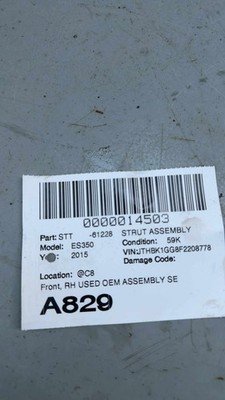 0000014503
Part: STT -61228 STRUT ASSEMBLY
Model: ES350 Condition: 59K
2015 VIN:JTHBK1GG8F2208778
Damage Code:
Location: @C8
Front, RH USED OEM ASSEMBLY SE
A829